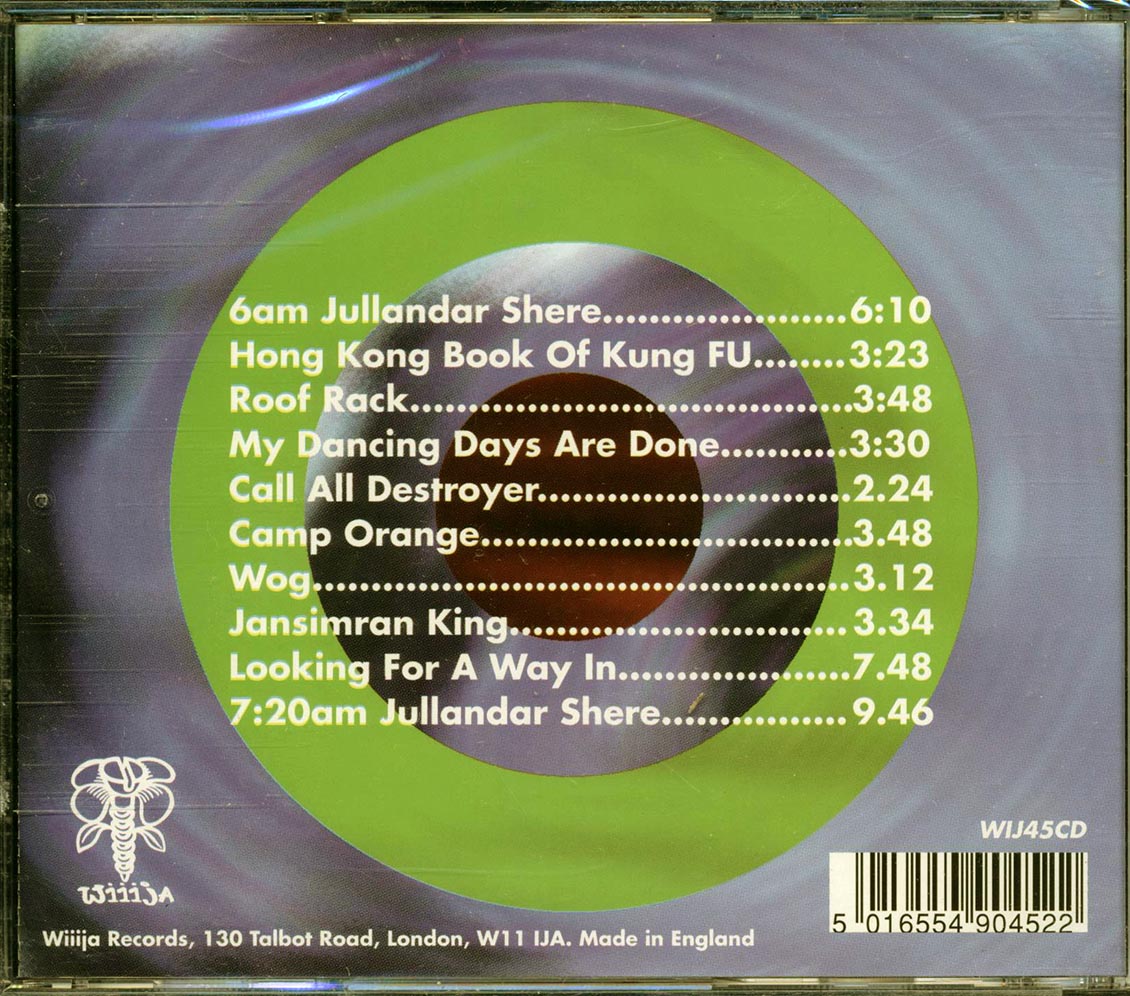 6am Jullandar Shere.....................6:10
Hong Kong Book Of Kung FU........3:23
Roof Rack......................................3:48
My Dancing Days Are Done...........3:30
Call All Destroyer...........................2.24
Camp Orange................................3.48
Wog..............................................3.12
Jansimran King.............................3.34
Looking For A Way In....................7.48
7:20am Jullandar Shere................9.46
WIJ45CD
WiiiJA
5 016554 904522
Wiiija Records, 130 Talbot Road, London, W11 IJA. Made in England